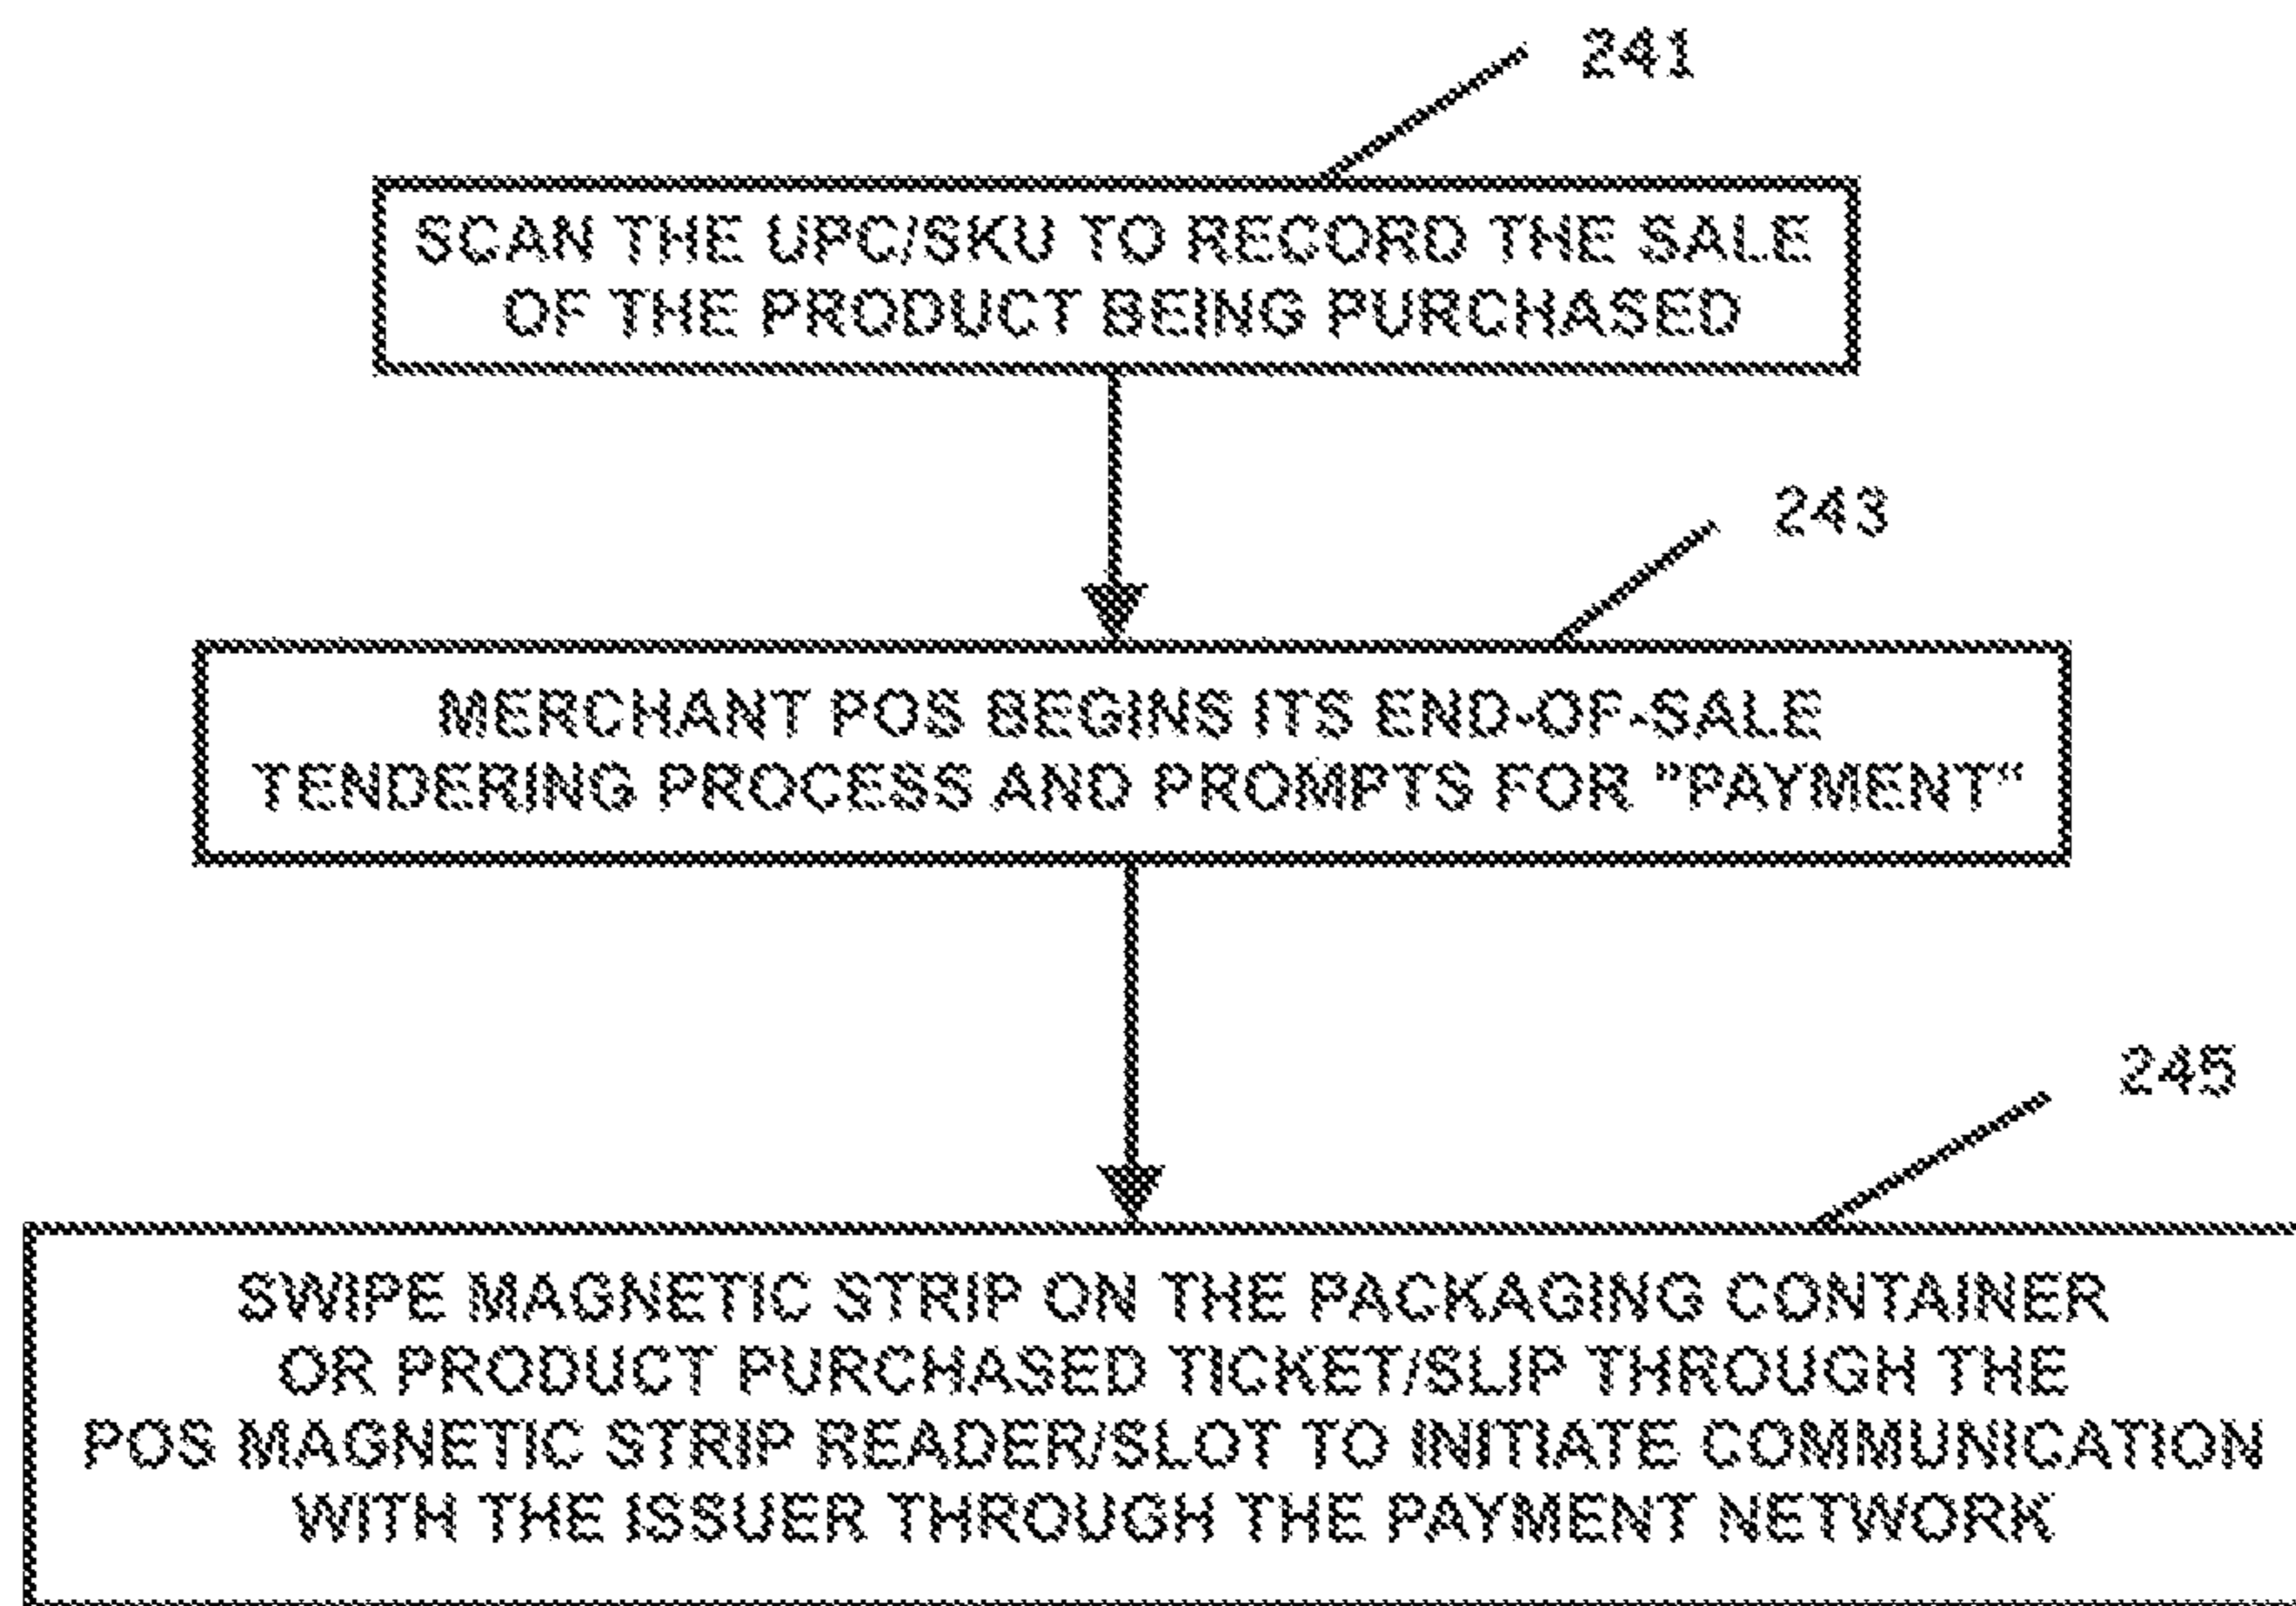 241
SCAN THE UPC/SKU TO RECORD THE SALE
OF THE PRODUCT BEING PURCHASED
243
MERCHANT POS BEGINS ITS END-OF-SALE
TENDERING PROCESS AND PROMPTS FOR "PAYMENT"
245
SWIPE MAGNETIC STRIP ON THE PACKAGING CONTAINER
OR PRODUCT PURCHASED TICKET/SLIP THROUGH THE
POS MAGNETIC STRIP READER/SLOT TO INITIATE COMMUNICATION
WITH THE ISSUER THROUGH THE PAYMENT NETWORK